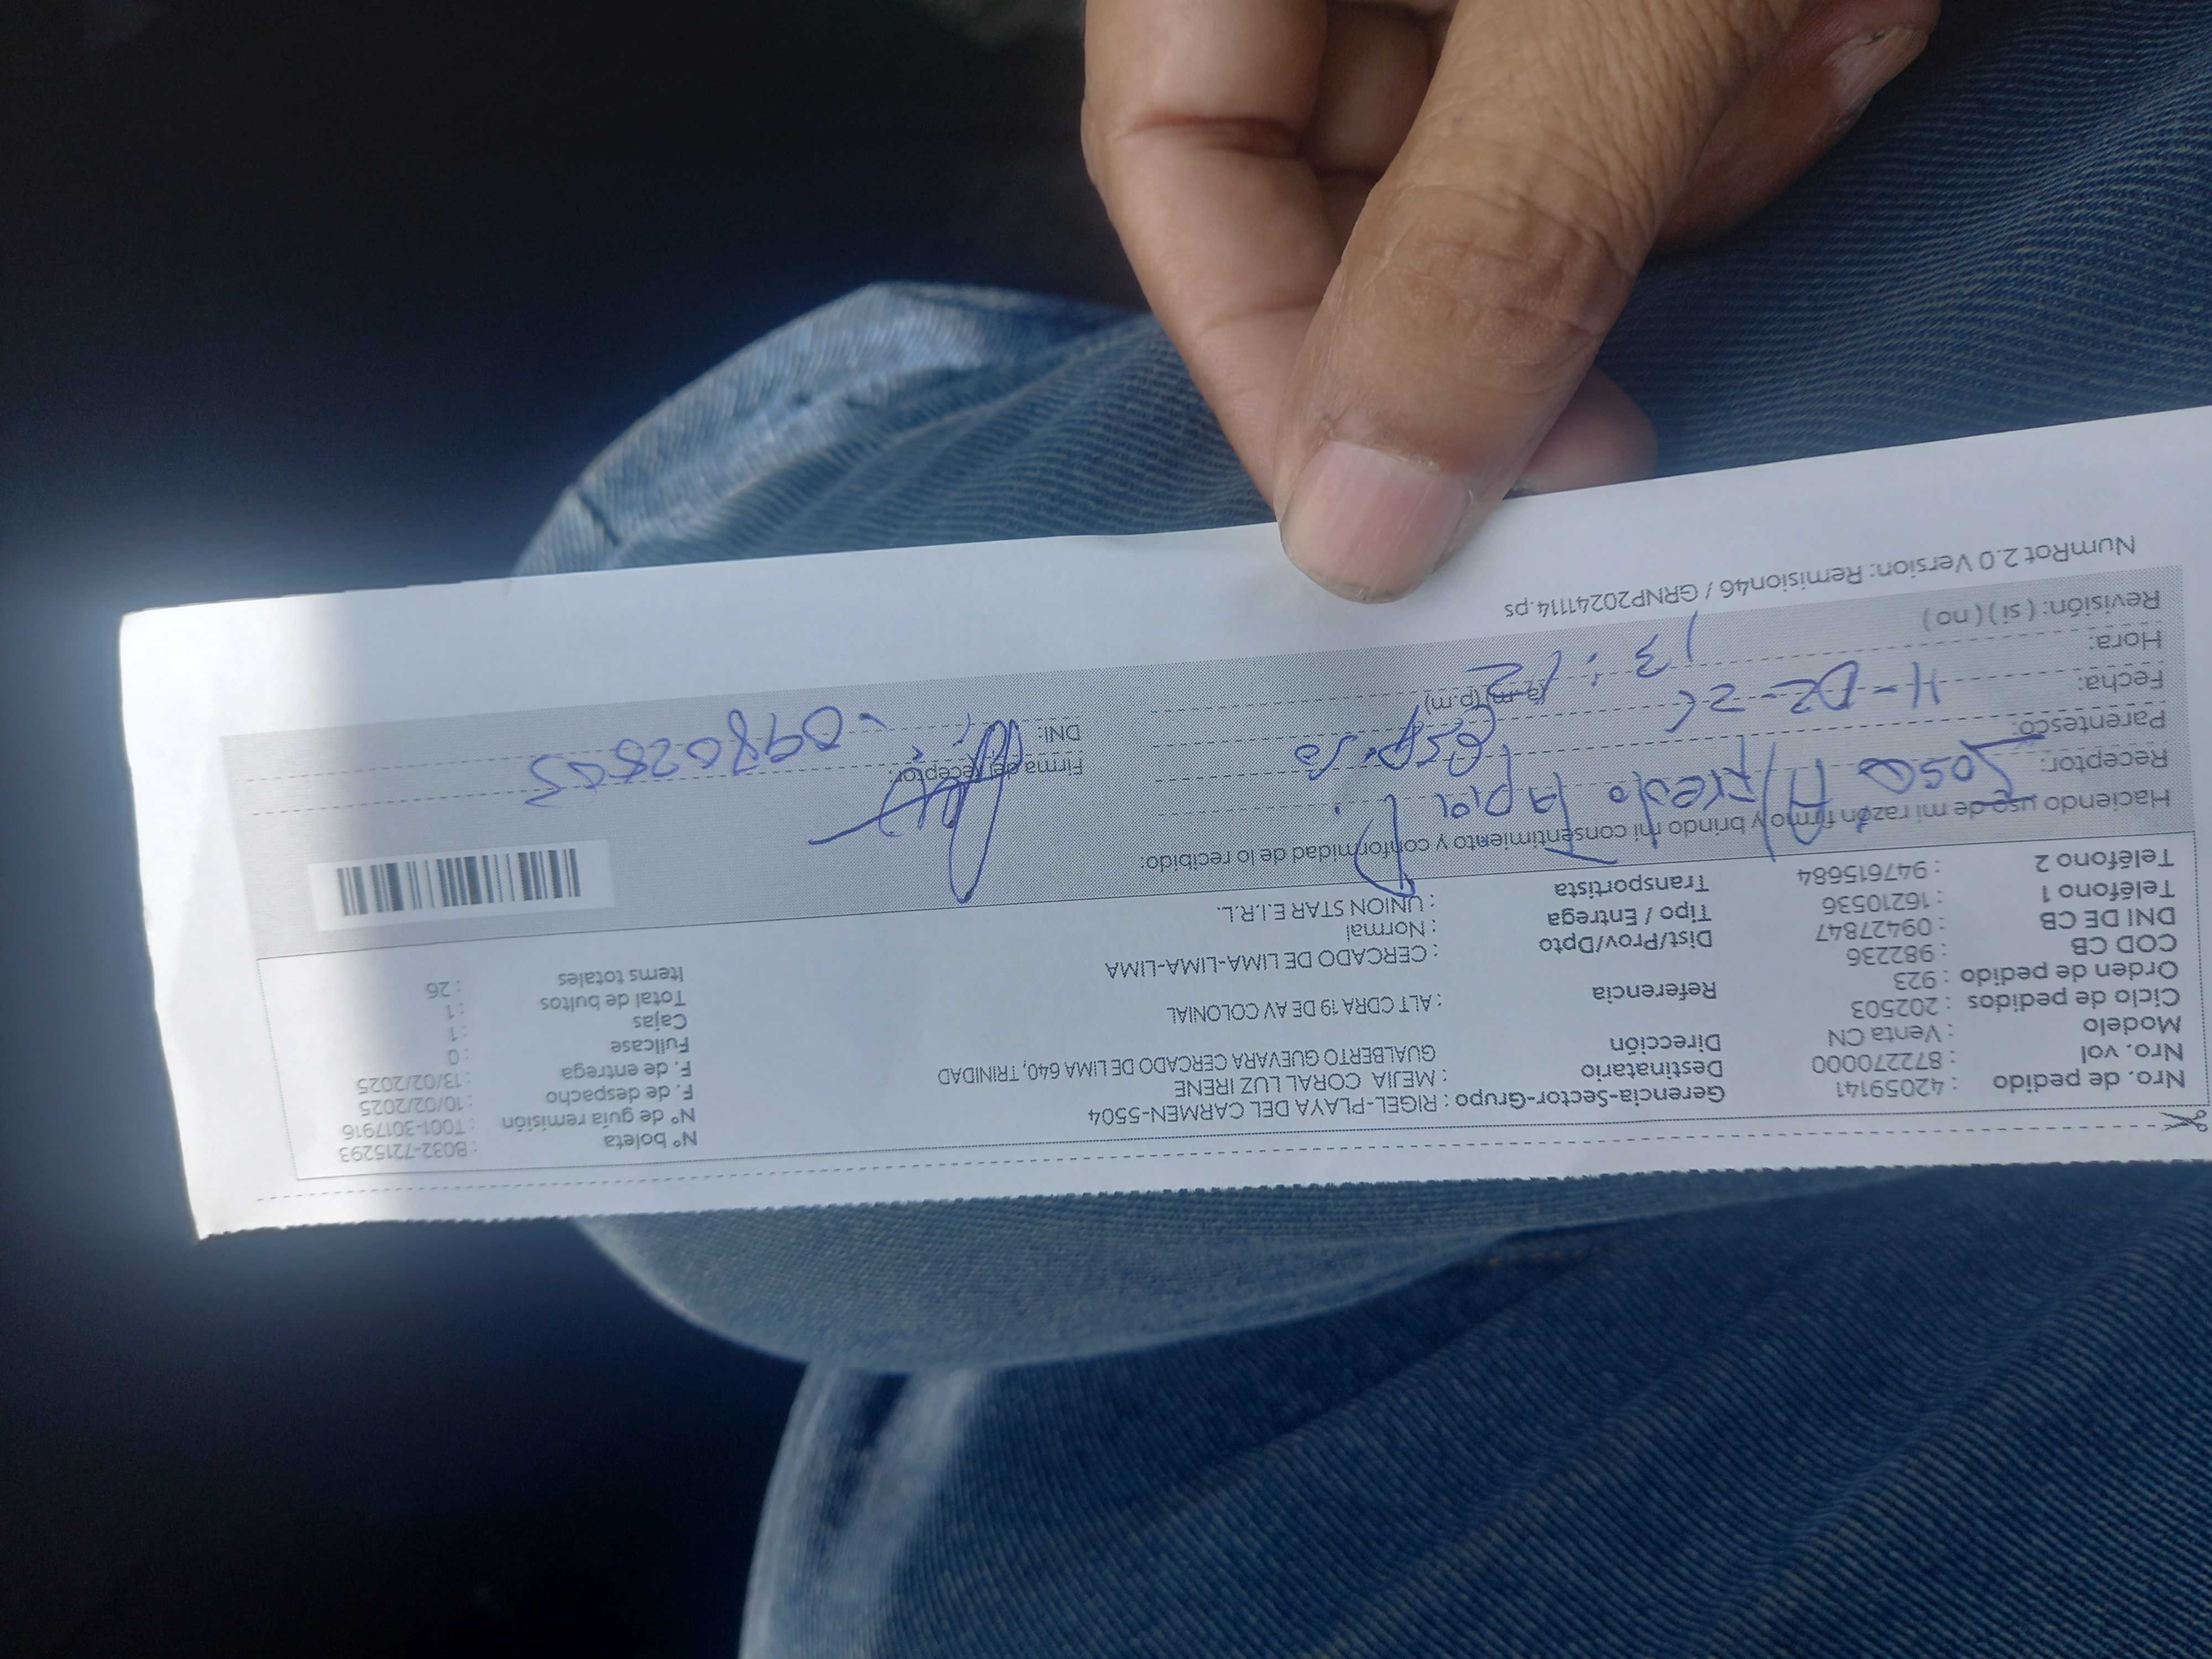 Nro. de pedido : 42059141
Nro. vol : 872270000
Modelo : Venta CN
Ciclo de pedidos : 202503
Orden de pedido : 923
COD CB : 982236
DNI DE CB : 09427847
Teléfono 1 : 16210536
Teléfono 2 : 947615684
Gerencia-Sector-Grupo : RIGEL-PLAYA DEL CARMEN-5504
Destinatario : MEJIA CORAL LUZ IRENE
Dirección GUALBERTO GUEVARA CERCADO DE LIMA 640, TRINIDAD
Referencia : ALT CDRA 19 DE AV COLONIAL
Dist/Prov/Dpto : CERCADO DE LIMA-LIMA-LIMA
Tipo / Entrega : Normal
Transportista : UNION STAR E.I.R.L.
N° boleta : B032-7215293
N° de guía remisión : T001-3017916
F. de despacho : 10/02/2025
F. de entrega : 13/02/2025
Fullcase : 0
Cajas : 1
Total de bultos : 1
Items totales : 26
Haciendo uso de mi razón firmo y brindo mi consentimiento y conformidad de lo recibido:
Receptor: Jose Alfredo Tapia
Parentesco: esposo
Fecha:
Hora: 13:12 (a.m) (p.m)
Revisión: ( si ) ( no )
Firma del receptor:
DNI:
NumRot 2.0 Version: Remision46 / GRNP20241114.ps